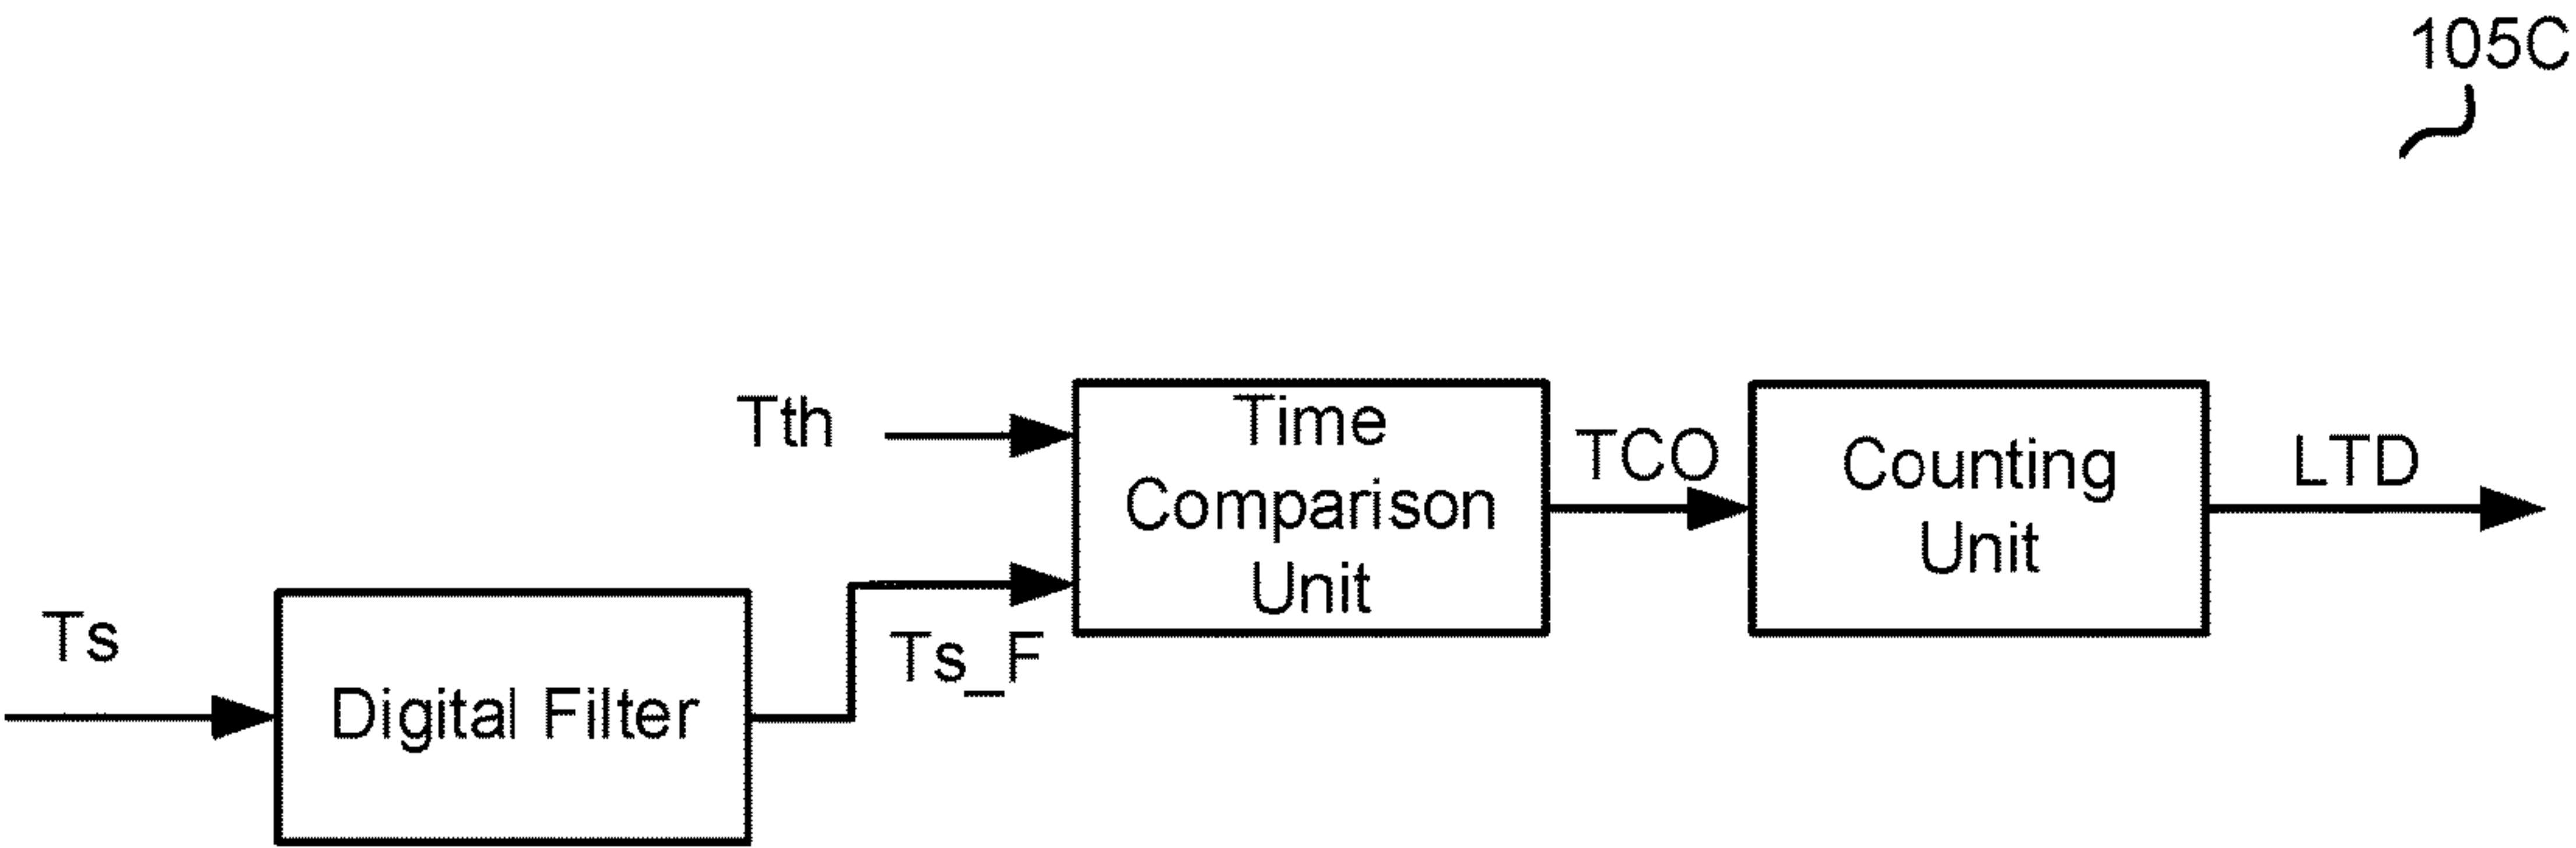 105C
Tth
Time
Comparison
Unit
TCO
Counting
Unit
LTD
Ts
Digital Filter
Ts_F